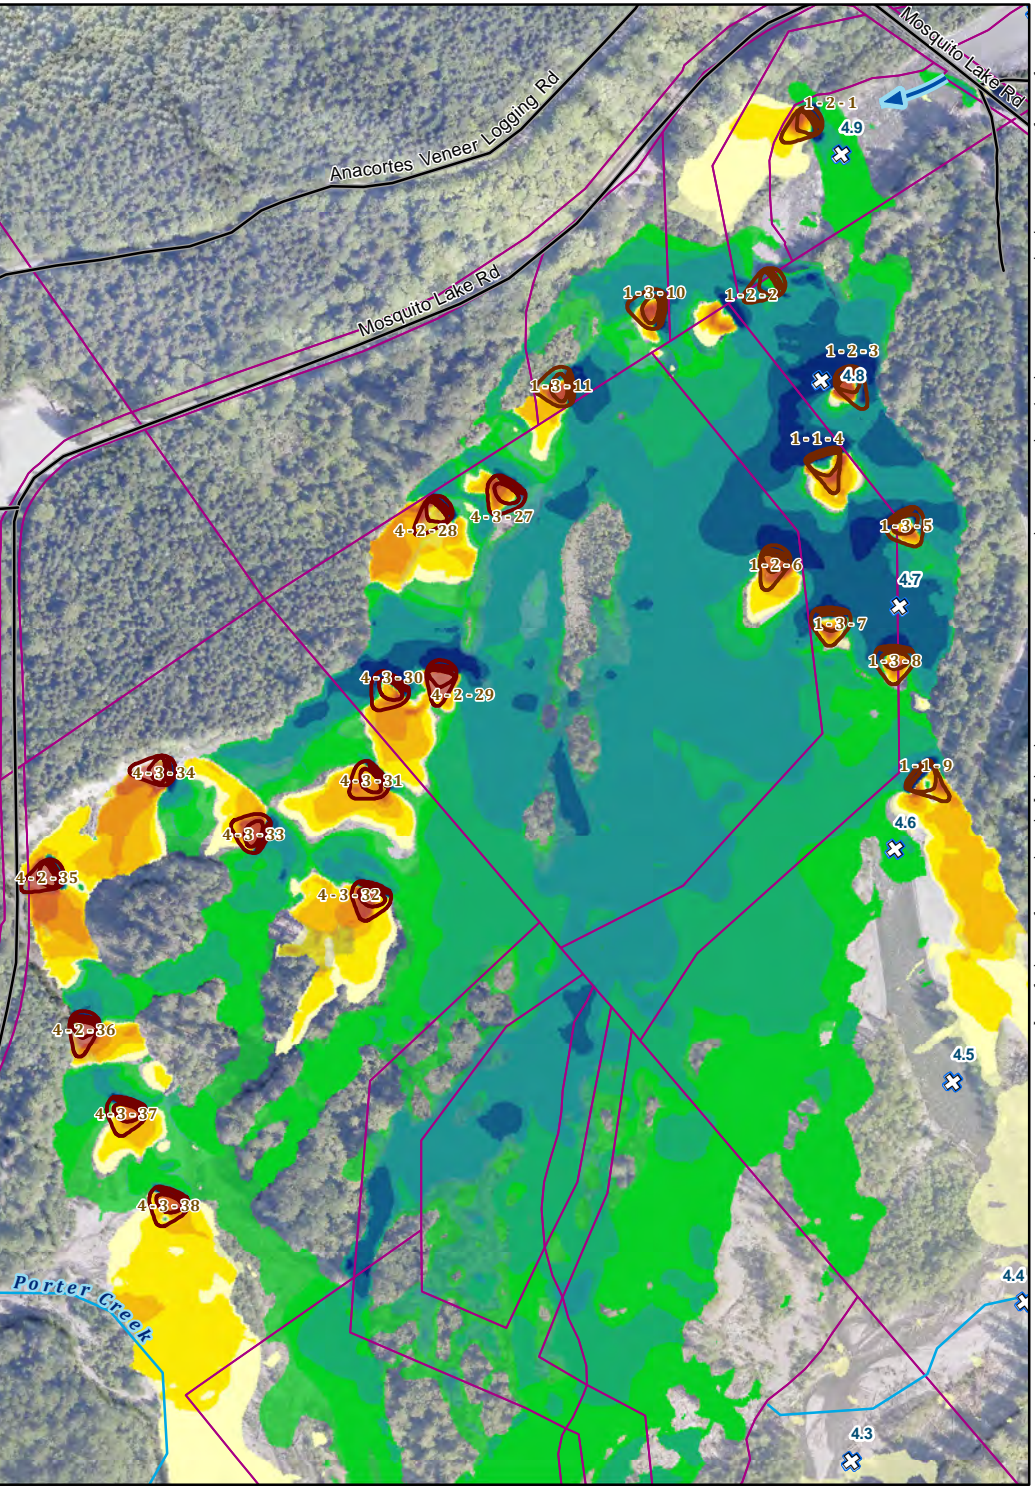 Mosquito Lake Rd
Anacortes Veneer Logging Rd
1 - 2 - 1
4.9
Mosquito Lake Rd
1 - 3 - 10
1 - 2 - 2
1 - 2 - 3
4.8
1 - 3 - 11
1 - 1 - 4
4 - 3 - 27
4 - 2 - 28
1 - 3 - 5
1 - 2 - 6
4.7
1 - 3 - 7
1 - 3 - 8
4 - 3 - 30
4 - 2 - 29
4 - 3 - 34
4 - 3 - 31
1 - 1 - 9
4 - 3 - 33
4.6
4 - 2 - 35
4 - 3 - 32
4 - 2 - 36
4.5
4 - 3 - 37
4 - 3 - 38
Porter Creek
4.4
4.3